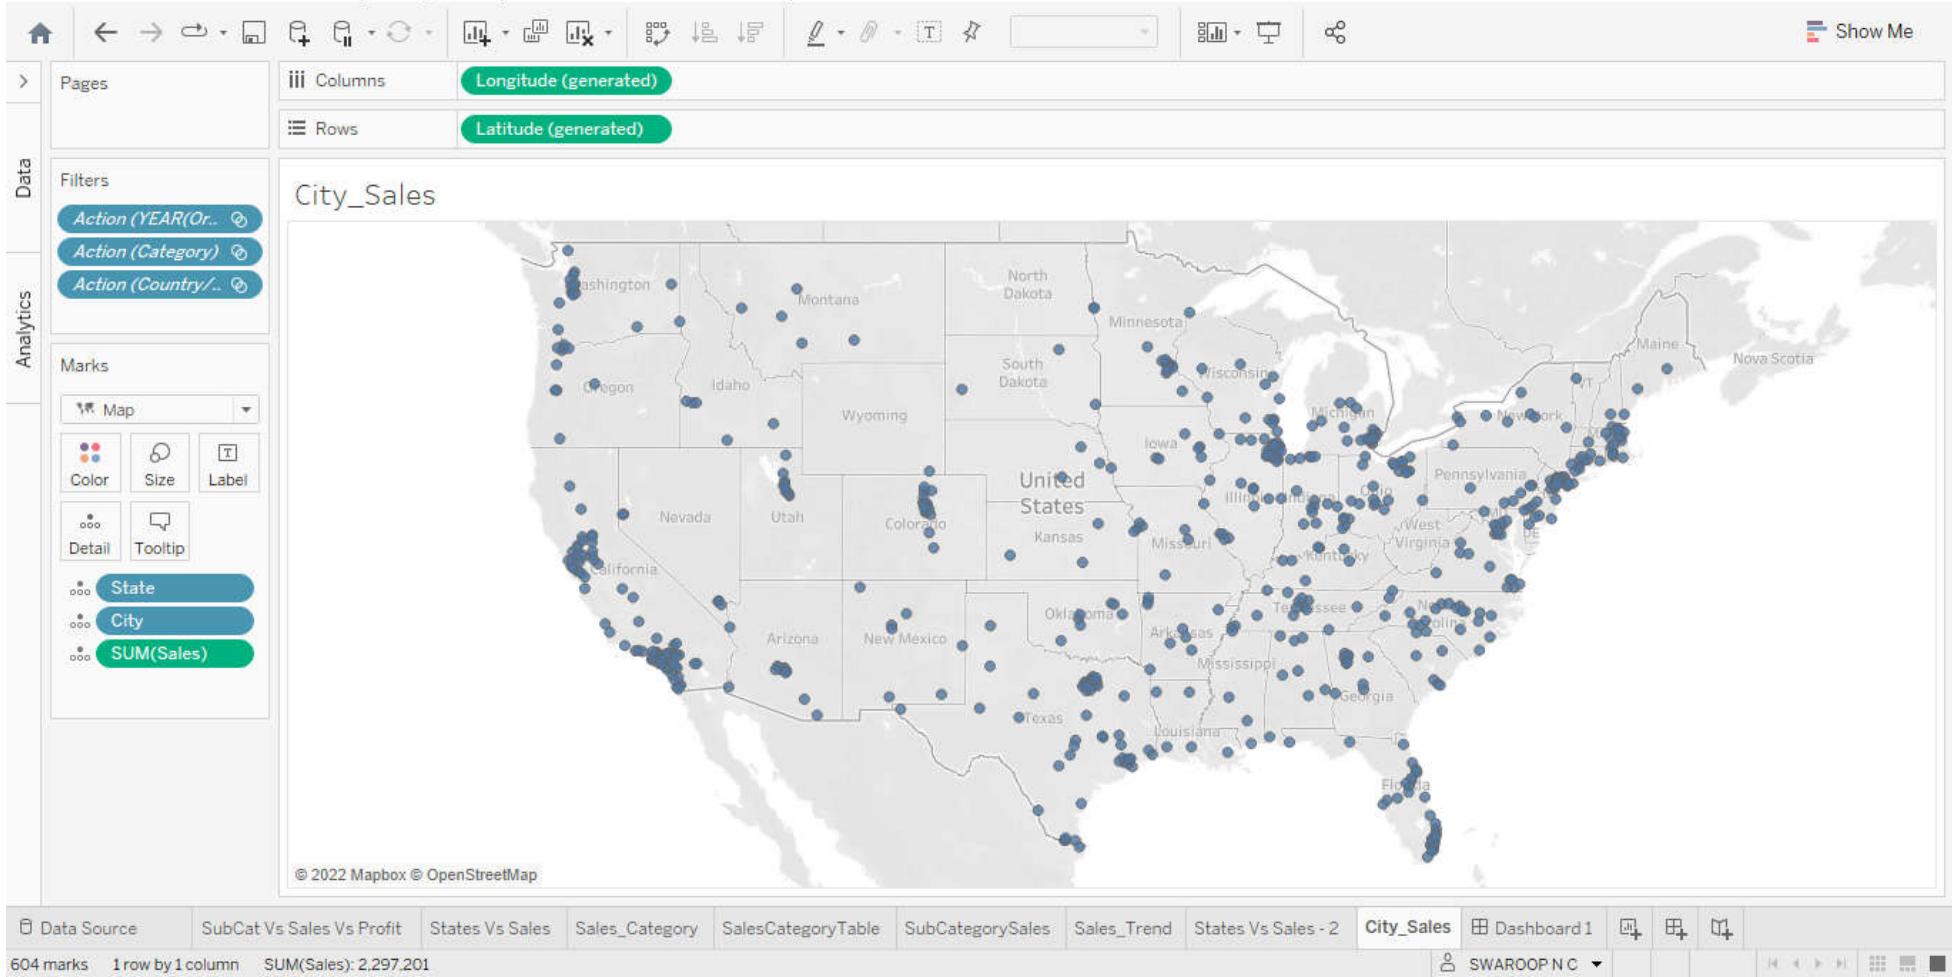 Show Me
Pages
Columns
Longitude (generated)
Rows
Latitude (generated)
Data
Analytics
Filters
Action (YEAR(Or..
Action (Category)
Action (Country/..
Marks
Map
Color
Size
Label
Detail
Tooltip
State
City
SUM(Sales)
City_Sales
North
Dakota
Montana
Minnesota
Maine
Nova Scotia
South
Dakota
Wisconsin
Oregon
Idaho
VT
Wyoming
Michigan
New York
Iowa
Pennsylvania
United
States
Illinois
Indiana
Ohio
Nevada
Utah
Colorado
West
Virginia
Kansas
Missouri
DE
Kentucky
California
Oklahoma
Tennessee
Arizona
New Mexico
Arkansas
Mississippi
Georgia
Texas
Louisiana
Florida
© 2022 Mapbox © OpenStreetMap
Data Source
SubCat Vs Sales Vs Profit
States Vs Sales
Sales_Category
SalesCategoryTable
SubCategorySales
Sales_Trend
States Vs Sales - 2
City_Sales
Dashboard 1
604 marks
1 row by 1 column
SUM(Sales): 2,297,201
SWAROOP N C